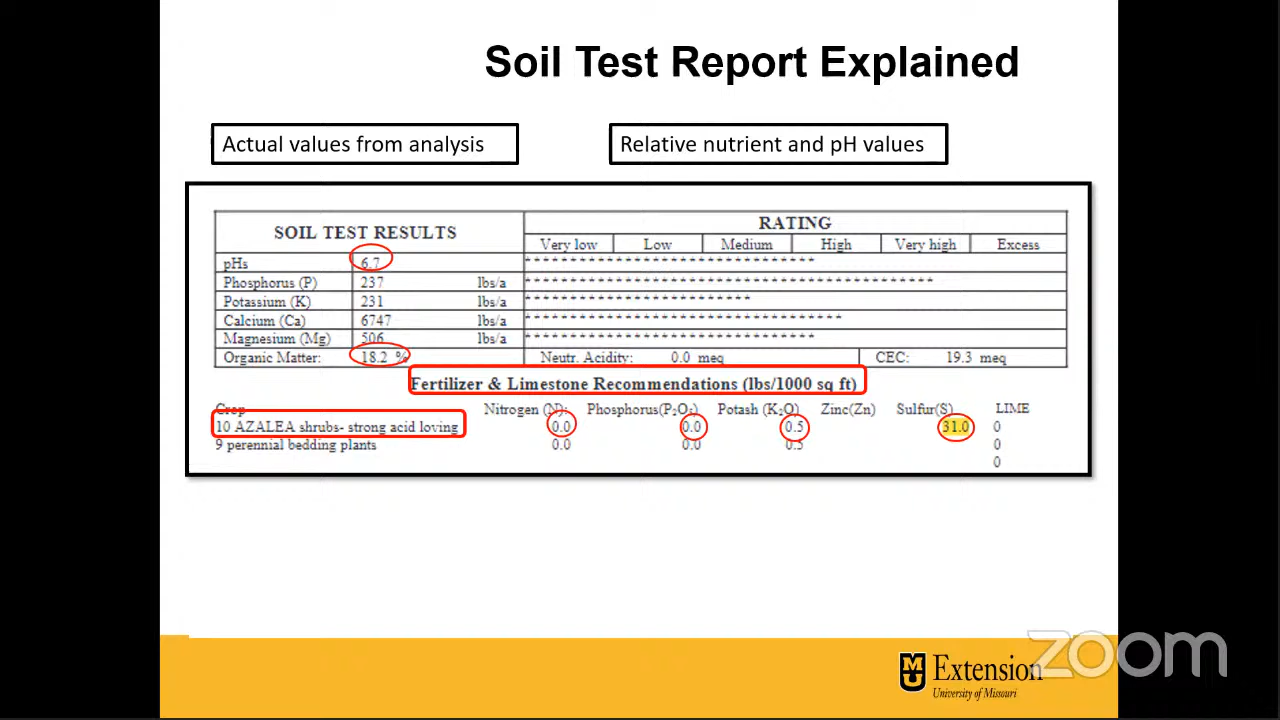 Soil Test Report Explained
Actual values from analysis
Relative nutrient and pH values
SOIL TEST RESULTS RATING
Very low Low Medium High Very high Excess
pHs 6.7 ********************************
Phosphorus (P) 237 lbs/a *********************************************
Potassium (K) 231 lbs/a *************************
Calcium (Ca) 6747 lbs/a ***********************************
Magnesium (Mg) 506 lbs/a ********************************
Organic Matter: 18.2 % Neutr. Acidity: 0.0 meq CEC: 19.3 meq
Fertilizer & Limestone Recommendations (lbs/1000 sq ft)
Crop Nitrogen (N): Phosphorus(P₂O₅) Potash (K₂O) Zinc(Zn) Sulfur(S) LIME
10 AZALEA shrubs- strong acid loving 0.0 0.0 0.5 31.0 0
9 perennial bedding plants 0.0 0.0 0.5 0
0
MU Extension
University of Missouri
zoom